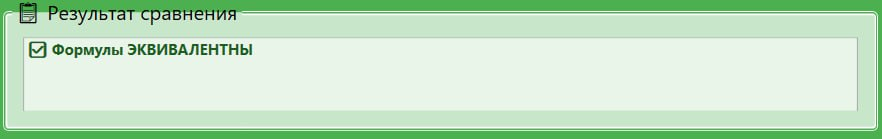 Результат сравнения
Формулы ЭКВИВАЛЕНТНЫ